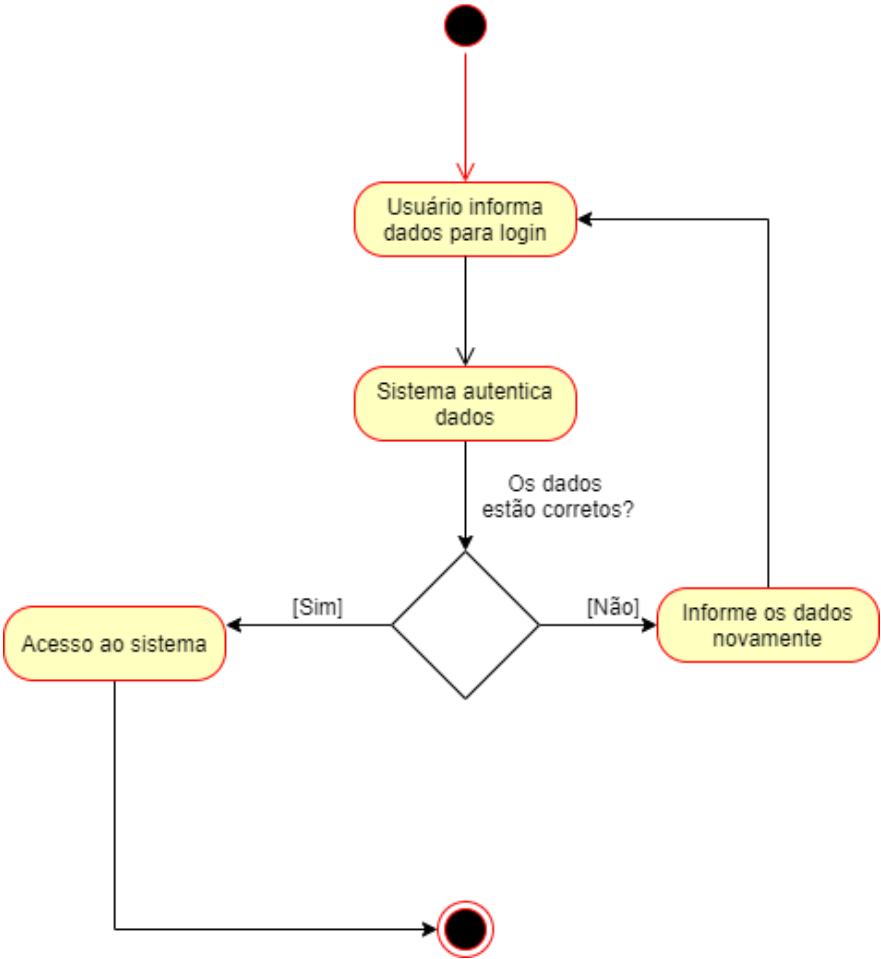 Usuário informa
dados para login
Sistema autentica
dados
Os dados
estão corretos?
[Sim]
[Não]
Acesso ao sistema
Informe os dados
novamente